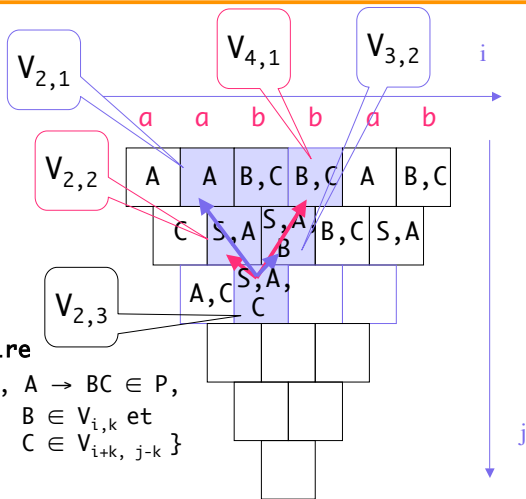 V2,1
V4,1
V3,2
i
a a b b a b
V2,2
A A B,C B,C A B,C
C S,A S,A, B B,C S,A
V2,3
A,C S,A, C
re
, A → BC ∈ P,
B ∈ Vi,k et
C ∈ Vi+k, j-k }
j